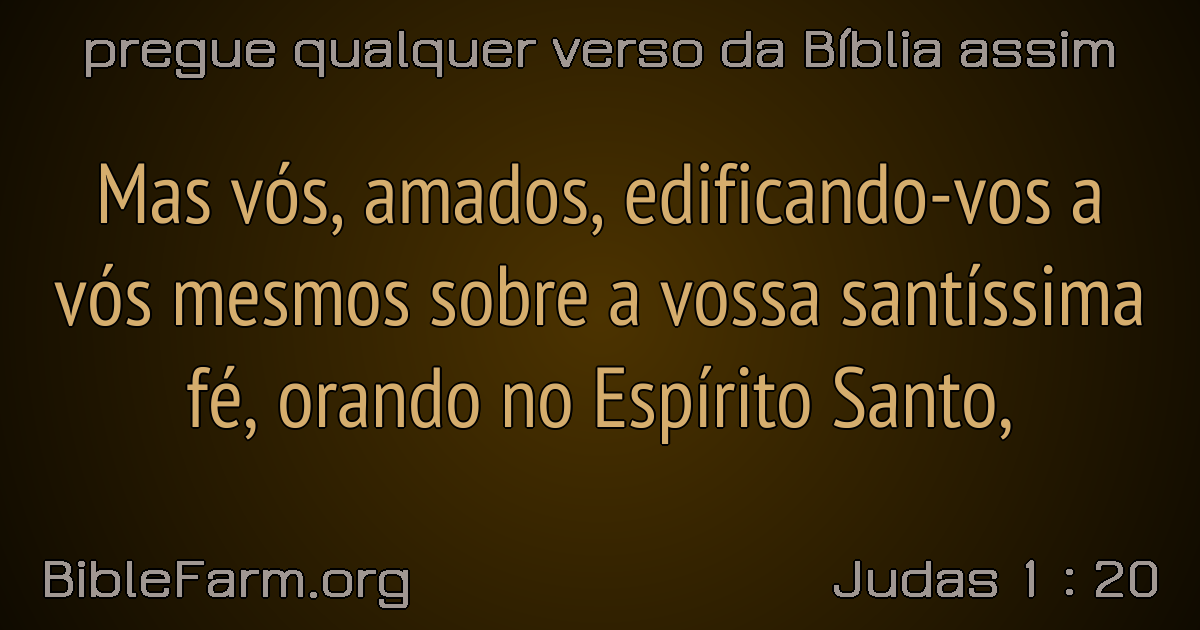 pregue qualquer verso da Bíblia assim
Mas vós, amados, edificando-vos a
vós mesmos sobre a vossa santíssima
fé, orando no Espírito Santo,
BibleFarm.org
Judas 1 : 20